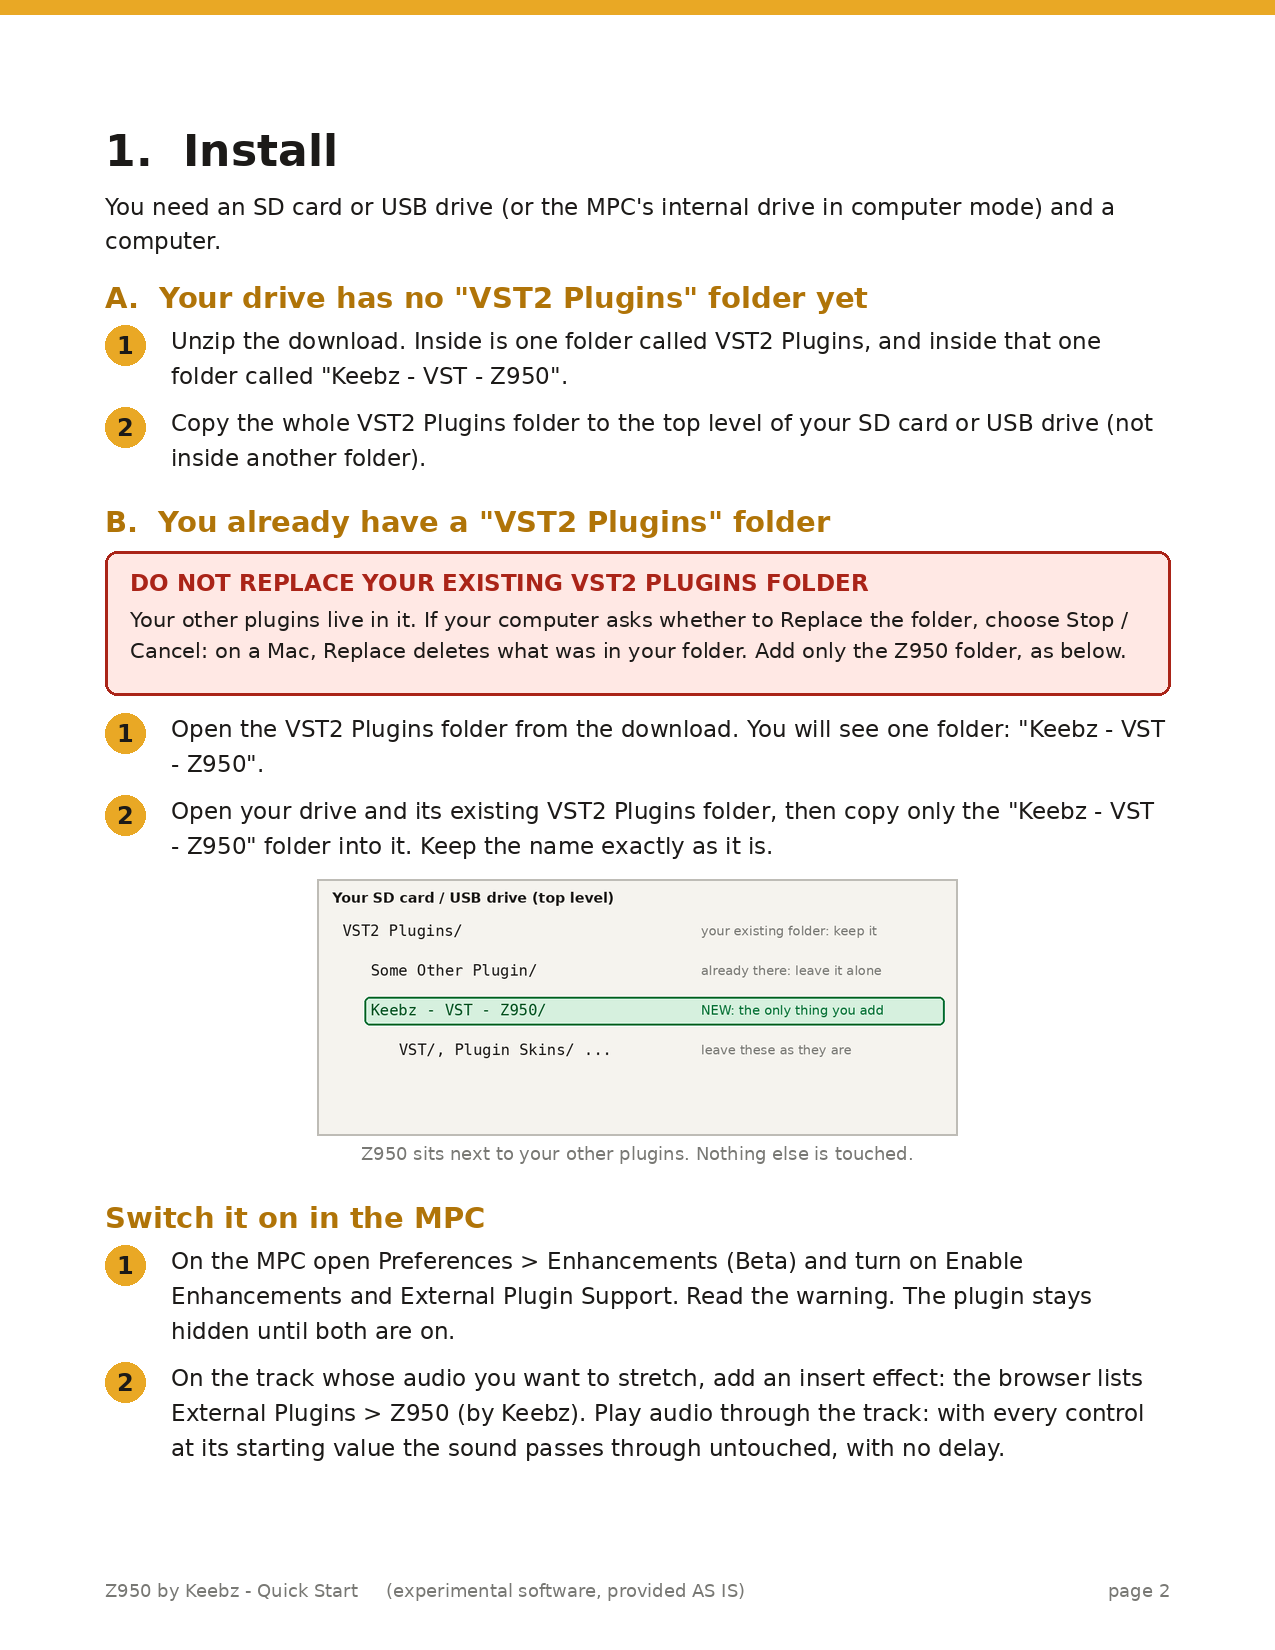 1. Install
You need an SD card or USB drive (or the MPC's internal drive in computer mode) and a
computer.
A. Your drive has no "VST2 Plugins" folder yet
1 Unzip the download. Inside is one folder called VST2 Plugins, and inside that one
folder called "Keebz - VST - Z950".
2 Copy the whole VST2 Plugins folder to the top level of your SD card or USB drive (not
inside another folder).
B. You already have a "VST2 Plugins" folder
DO NOT REPLACE YOUR EXISTING VST2 PLUGINS FOLDER
Your other plugins live in it. If your computer asks whether to Replace the folder, choose Stop /
Cancel: on a Mac, Replace deletes what was in your folder. Add only the Z950 folder, as below.
1 Open the VST2 Plugins folder from the download. You will see one folder: "Keebz - VST
- Z950".
2 Open your drive and its existing VST2 Plugins folder, then copy only the "Keebz - VST
- Z950" folder into it. Keep the name exactly as it is.
Your SD card / USB drive (top level)
VST2 Plugins/ your existing folder: keep it
Some Other Plugin/ already there: leave it alone
Keebz - VST - Z950/ NEW: the only thing you add
VST/, Plugin Skins/ ... leave these as they are
Z950 sits next to your other plugins. Nothing else is touched.
Switch it on in the MPC
1 On the MPC open Preferences > Enhancements (Beta) and turn on Enable
Enhancements and External Plugin Support. Read the warning. The plugin stays
hidden until both are on.
2 On the track whose audio you want to stretch, add an insert effect: the browser lists
External Plugins > Z950 (by Keebz). Play audio through the track: with every control
at its starting value the sound passes through untouched, with no delay.
Z950 by Keebz - Quick Start (experimental software, provided AS IS) page 2